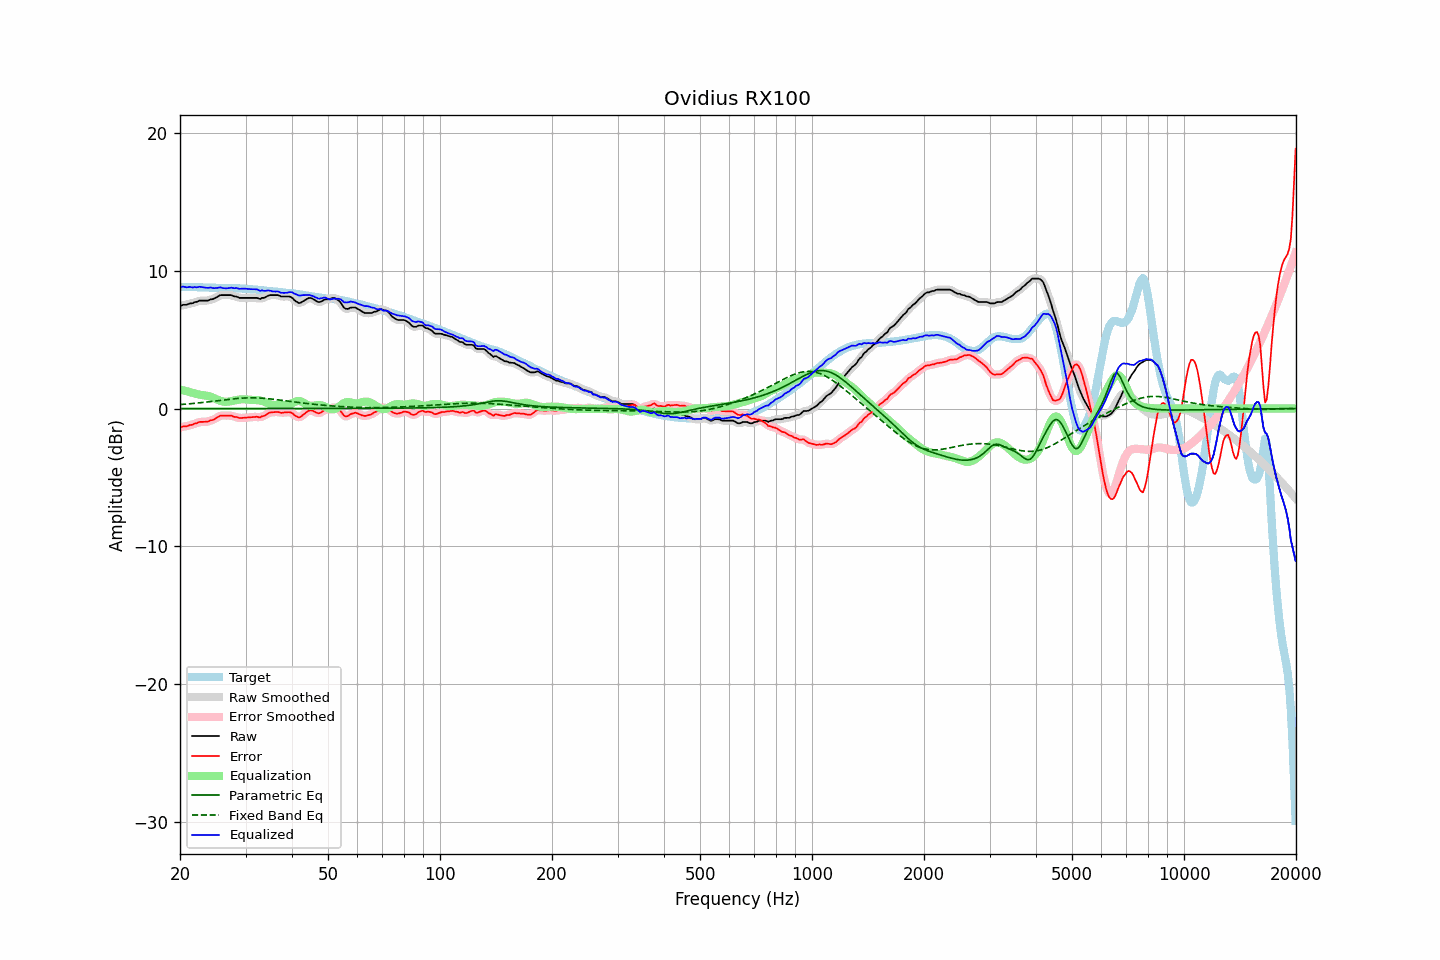 Ovidius RX100
20
10
0
−10
−20
−30
Amplitude (dBr)
Target
Raw Smoothed
Error Smoothed
Raw
Error
Equalization
Parametric Eq
Fixed Band Eq
Equalized
20 50 100 200 500 1000 2000 5000 10000 20000
Frequency (Hz)